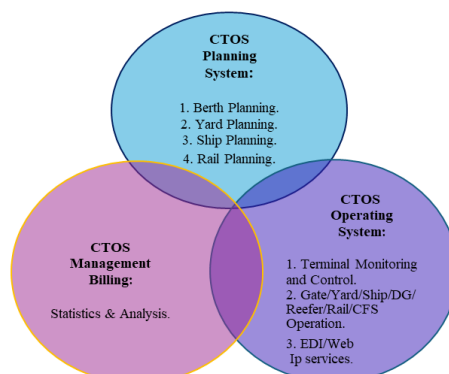 CTOS
Planning
System:
1. Berth Planning.
2. Yard Planning.
3. Ship Planning.
4. Rail Planning.
CTOS
Management
Billing:
Statistics & Analysis.
CTOS
Operating
System:
1. Terminal Monitoring
and Control.
2. Gate/Yard/Ship/DG/
Reefer/Rail/CFS
Operation.
3. EDI/Web
Ip services.